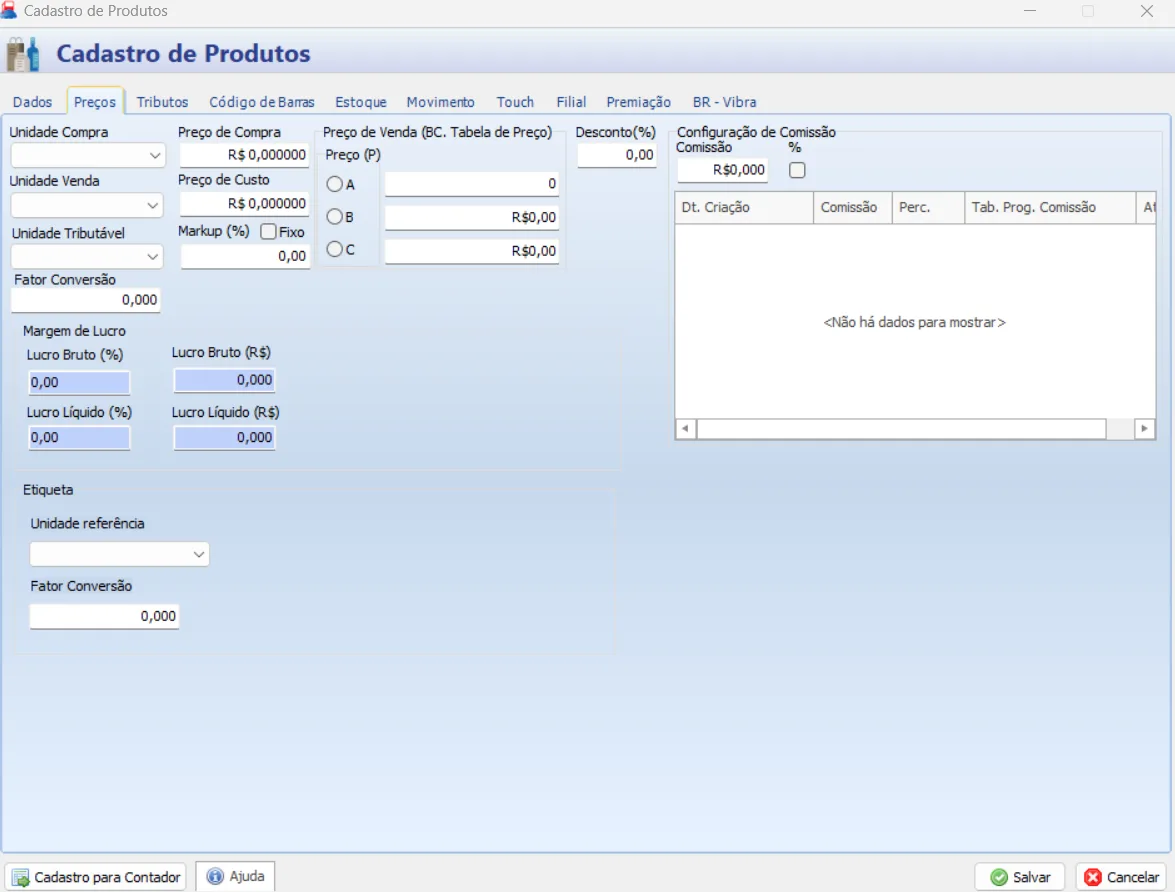 Cadastro de Produtos
Cadastro de Produtos
Dados Preços Tributos Código de Barras Estoque Movimento Touch Filial Premiação BR - Vibra
Unidade Compra
Unidade Venda
Unidade Tributável
Fator Conversão
0,000
Preço de Compra
R$ 0,000000
Preço de Custo
R$ 0,000000
Markup (%) Fixo
0,00
Preço de Venda (BC. Tabela de Preço)
Preço (P)
A 0
B R$0,00
C R$0,00
Desconto(%)
0,00
Configuração de Comissão
Comissão %
R$0,000
Dt. Criação Comissão Perc. Tab. Prog. Comissão
<Não há dados para mostrar>
Margem de Lucro
Lucro Bruto (%) Lucro Bruto (R$)
0,00 0,000
Lucro Líquido (%) Lucro Líquido (R$)
0,00 0,000
Etiqueta
Unidade referência
Fator Conversão
0,000
Cadastro para Contador Ajuda Salvar Cancelar